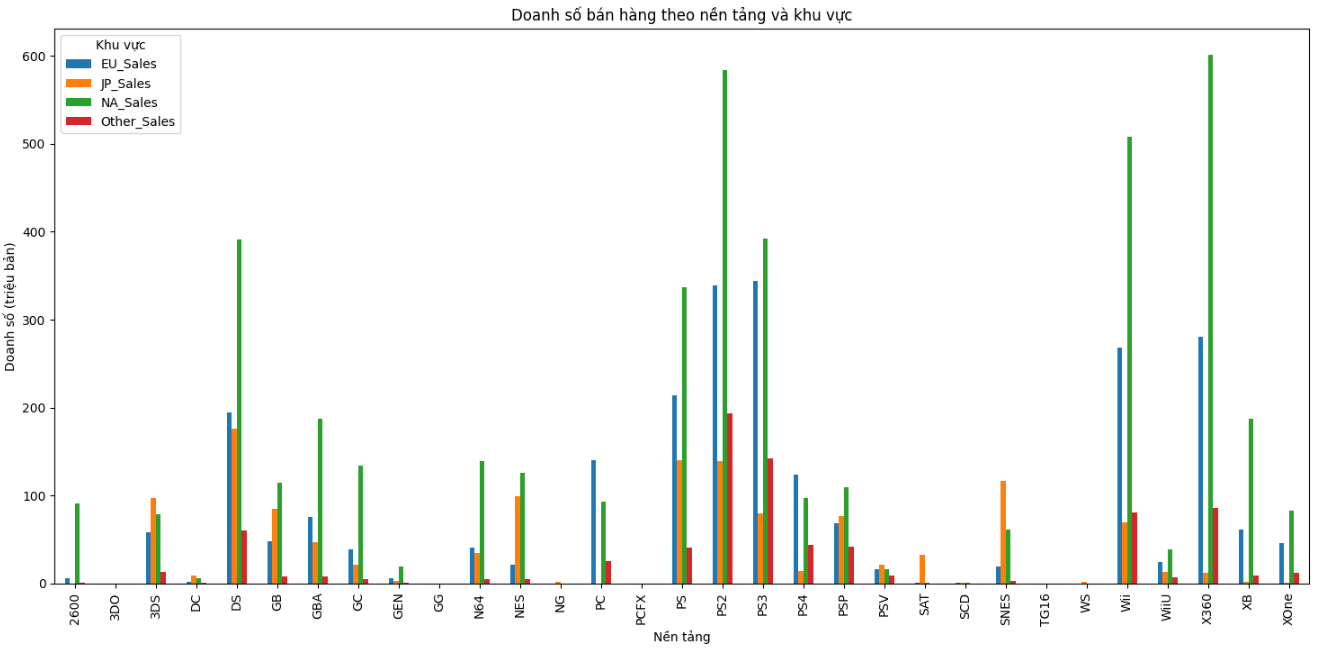 Doanh số bán hàng theo nền tảng và khu vực
Khu vực
EU_Sales
JP_Sales
NA_Sales
Other_Sales
Doanh số (triệu bản)
600
500
400
300
200
100
0
2600
3DO
3DS
DC
DS
GB
GBA
GC
GEN
GG
N64
NES
NG
PC
PCFX
PS
PS2
PS3
PS4
PSP
PSV
SAT
SCD
SNES
TG16
WS
Wii
WiiU
X360
XB
XOne
Nền tảng